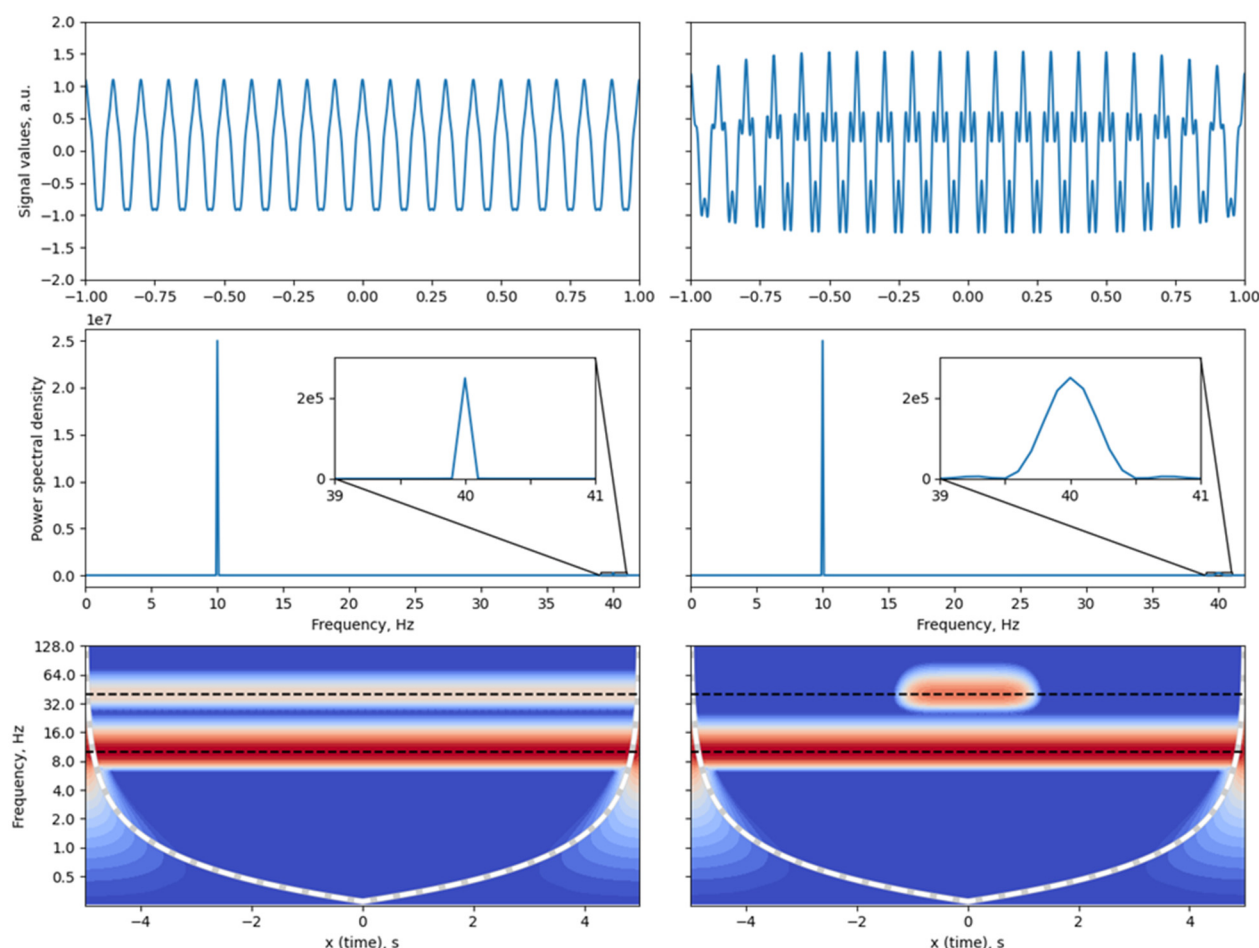 2.0
1.5
1.0
0.5
0.0
−0.5
−1.0
−1.5
−2.0
Signal values, a.u.
−1.00 −0.75 −0.50 −0.25 0.00 0.25 0.50 0.75 1.00
−1.00 −0.75 −0.50 −0.25 0.00 0.25 0.50 0.75 1.00
1e7
2.5
2.0
1.5
1.0
0.5
0.0
Power spectral density
2e5
0
39 40 41
0 5 10 15 20 25 30 35 40
Frequency, Hz
2e5
0
39 40 41
0 5 10 15 20 25 30 35 40
Frequency, Hz
128.0
64.0
32.0
16.0
8.0
4.0
2.0
1.0
0.5
Frequency, Hz
−4 −2 0 2 4
x (time), s
−4 −2 0 2 4
x (time), s